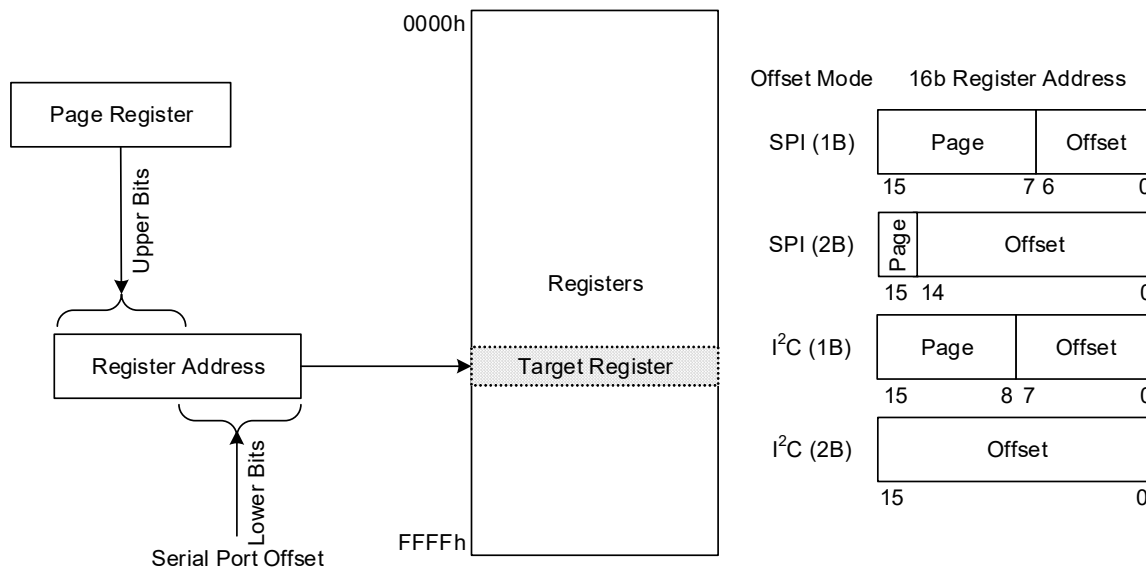 0000h
Page Register
Upper Bits
Register Address
Lower Bits
Serial Port Offset
Registers
Target Register
FFFFh
Offset Mode 16b Register Address
SPI (1B) Page Offset
15 7 6 0
SPI (2B) Page Offset
15 14 0
I²C (1B) Page Offset
15 8 7 0
I²C (2B) Offset
15 0